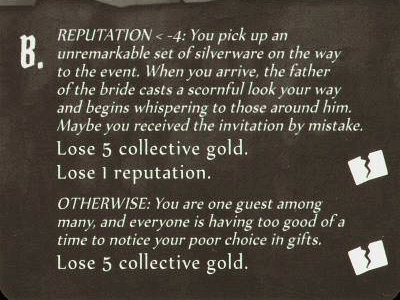 B. REPUTATION < -4: You pick up an
unremarkable set of silverware on the way
to the event. When you arrive, the father
of the bride casts a scornful look your way
and begins whispering to those around him.
Maybe you received the invitation by mistake.
Lose 5 collective gold.
Lose 1 reputation.
OTHERWISE: You are one guest among
many, and everyone is having too good of a
time to notice your poor choice in gifts.
Lose 5 collective gold.